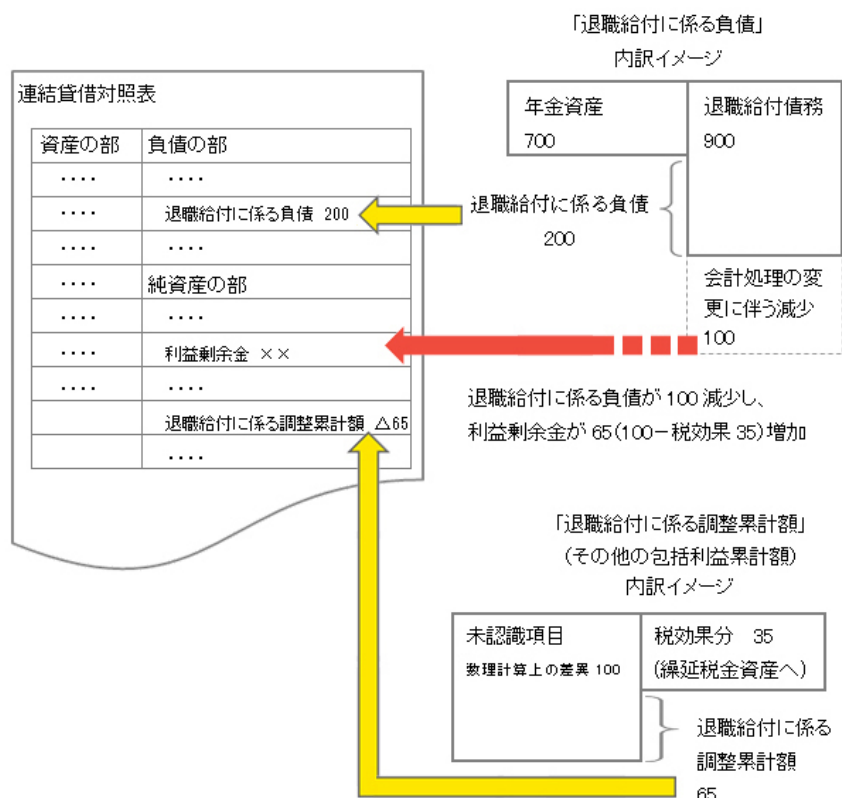 「退職給付に係る負債」
内訳イメージ
年金資産
700
退職給付債務
900
退職給付に係る負債
200
会計処理の変
更に伴う減少
100
連結貸借対照表
資産の部 負債の部
・・・・ ・・・・
・・・・ 退職給付に係る負債 200
・・・・ ・・・・
・・・・ 純資産の部
・・・・ ・・・・
・・・・ 利益剰余金 ××
・・・・ ・・・・
退職給付に係る調整累計額 △65
・・・・
退職給付に係る負債が 100 減少し、
利益剰余金が 65(100－税効果 35)増加
「退職給付に係る調整累計額」
(その他の包括利益累計額)
内訳イメージ
未認識項目
数理計算上の差異 100
税効果分 35
(繰延税金資産へ)
退職給付に係る
調整累計額
65